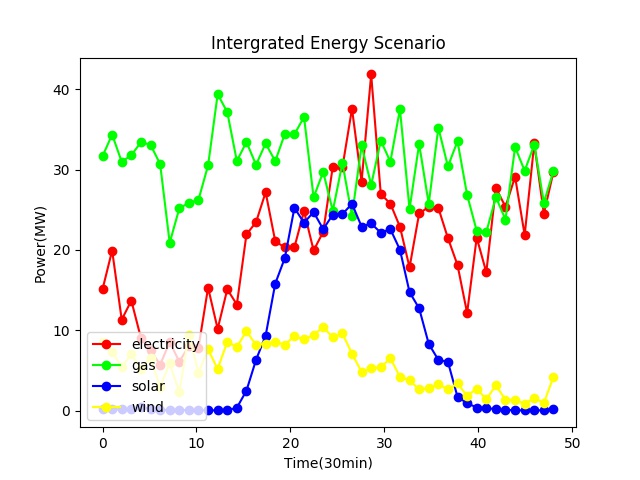 Intergrated Energy Scenario
Power(MW)
40
30
20
10
0
electricity
gas
solar
wind
0 10 20 30 40 50
Time(30min)